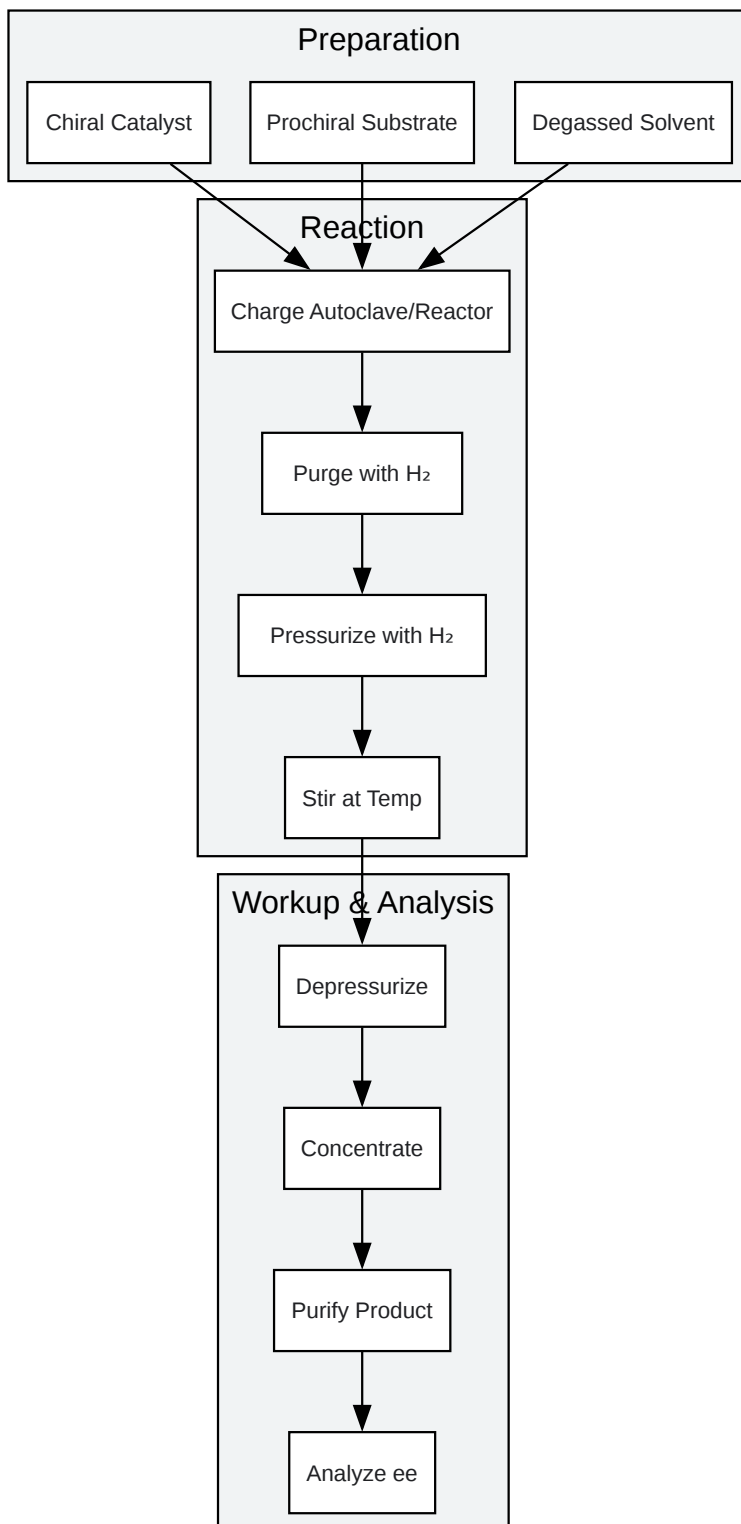 Preparation
Chiral Catalyst
Prochiral Substrate
Degassed Solvent
Reaction
Charge Autoclave/Reactor
Purge with H₂
Pressurize with H₂
Stir at Temp
Workup & Analysis
Depressurize
Concentrate
Purify Product
Analyze ee